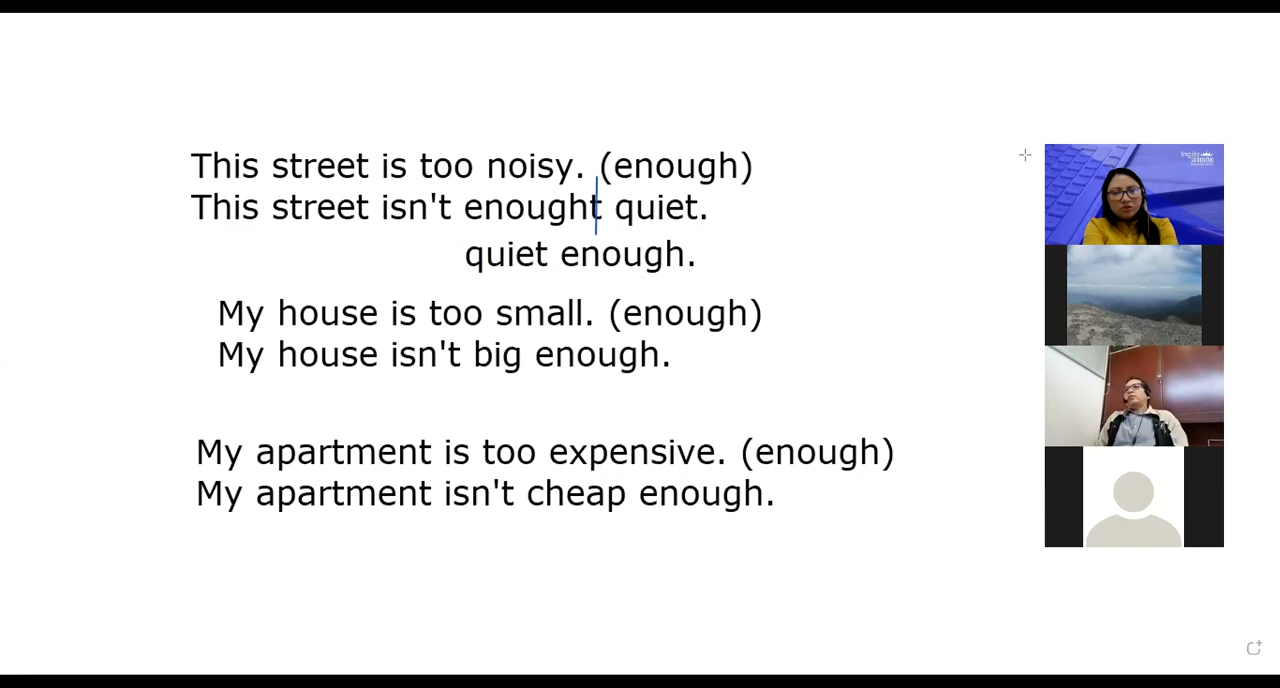 This street is too noisy. (enough)
This street isn't enought quiet.
quiet enough.
My house is too small. (enough)
My house isn't big enough.
My apartment is too expensive. (enough)
My apartment isn't cheap enough.
Inglés